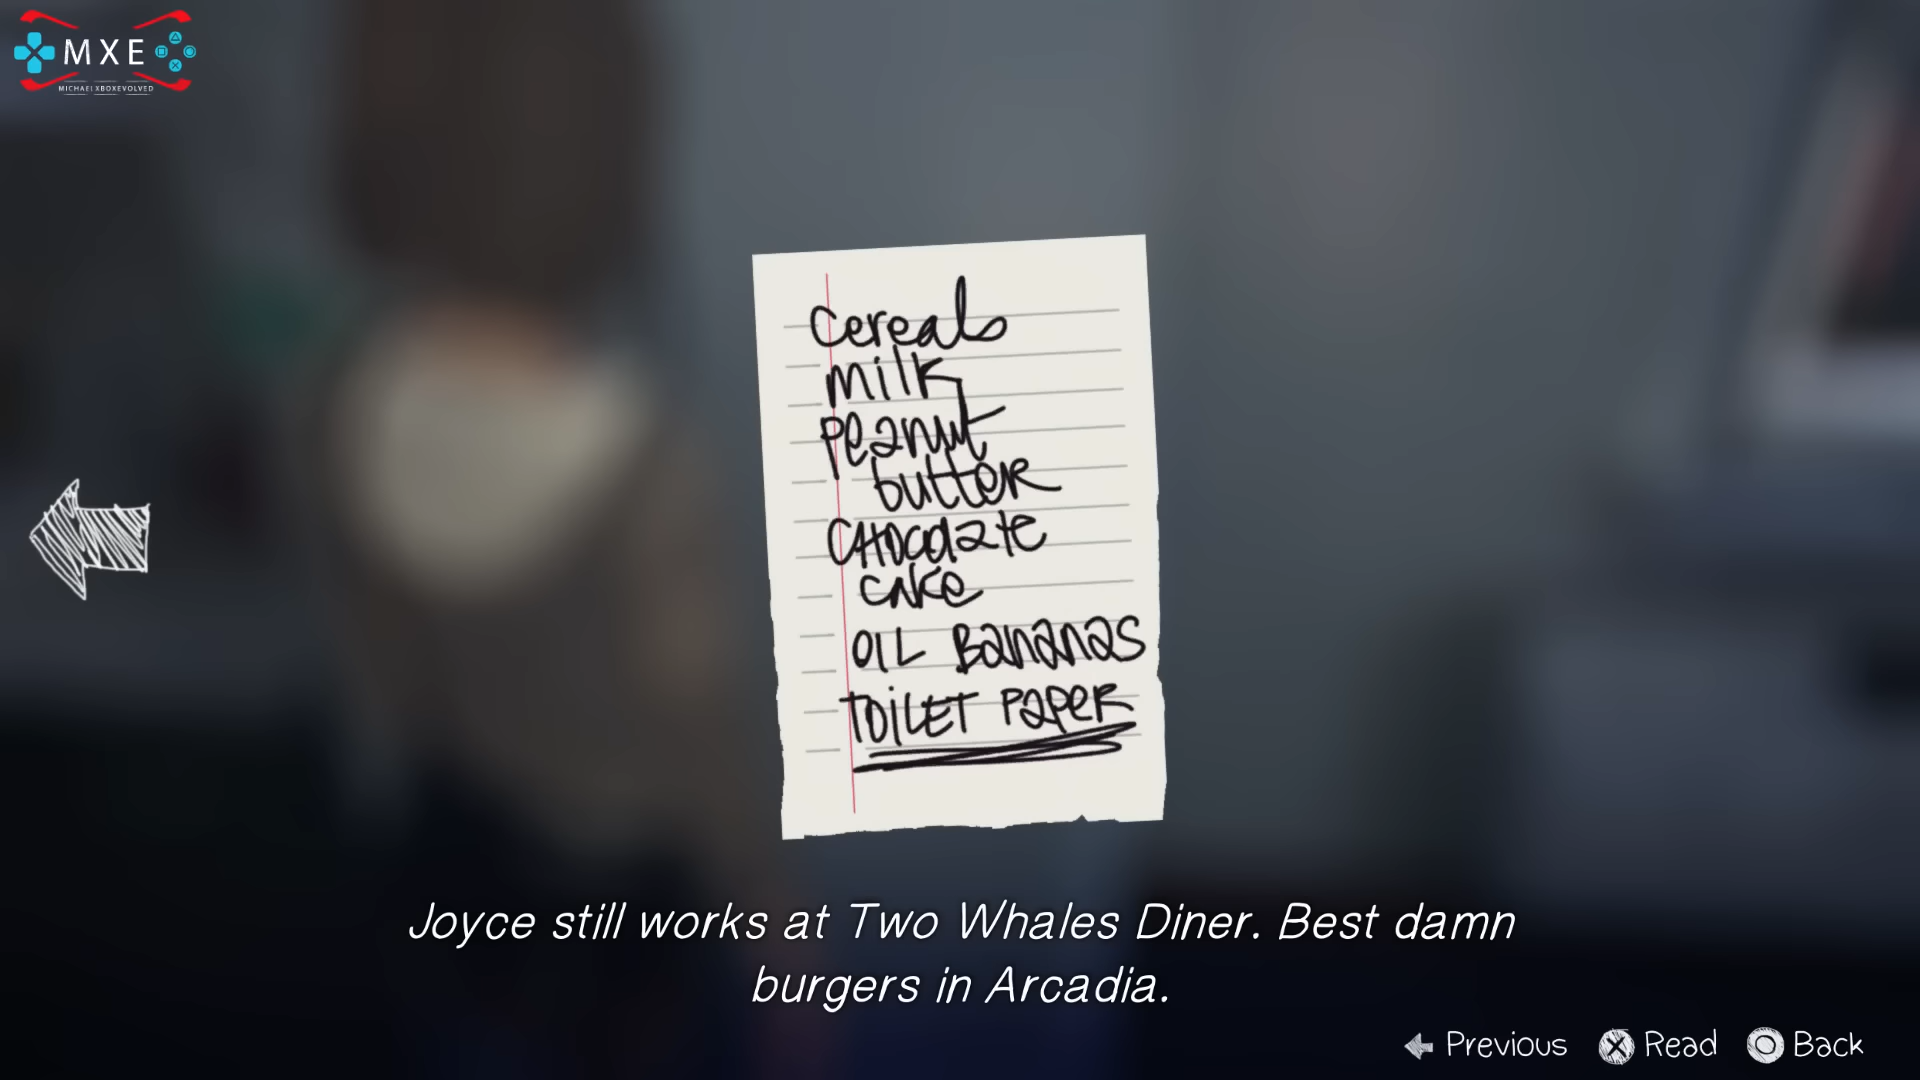 MXE
MICHAELXBOXEVOLVED
Cereals
milk
Peanut
butter
CHocolate
cake
OIL Bananas
TOiLET PaPER
Joyce still works at Two Whales Diner. Best damn
burgers in Arcadia.
Previous
Read
Back